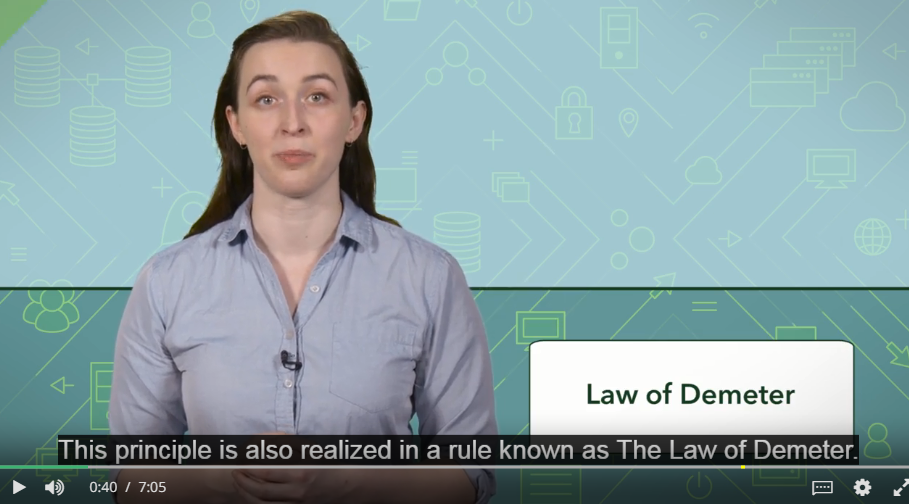 Law of Demeter
This principle is also realized in a rule known as The Law of Demeter.
0:40 / 7:05